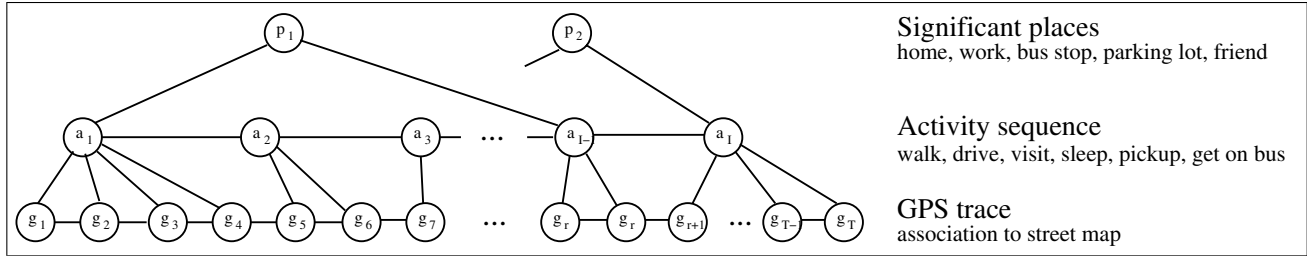 p 1 p 2 Significant places
home, work, bus stop, parking lot, friend
a 1 a 2 a 3 ... a I- a I Activity sequence
walk, drive, visit, sleep, pickup, get on bus
g 1 g 2 g 3 g 4 g 5 g 6 g 7 ... g r g r g r+1 ... g T-1 g T GPS trace
association to street map